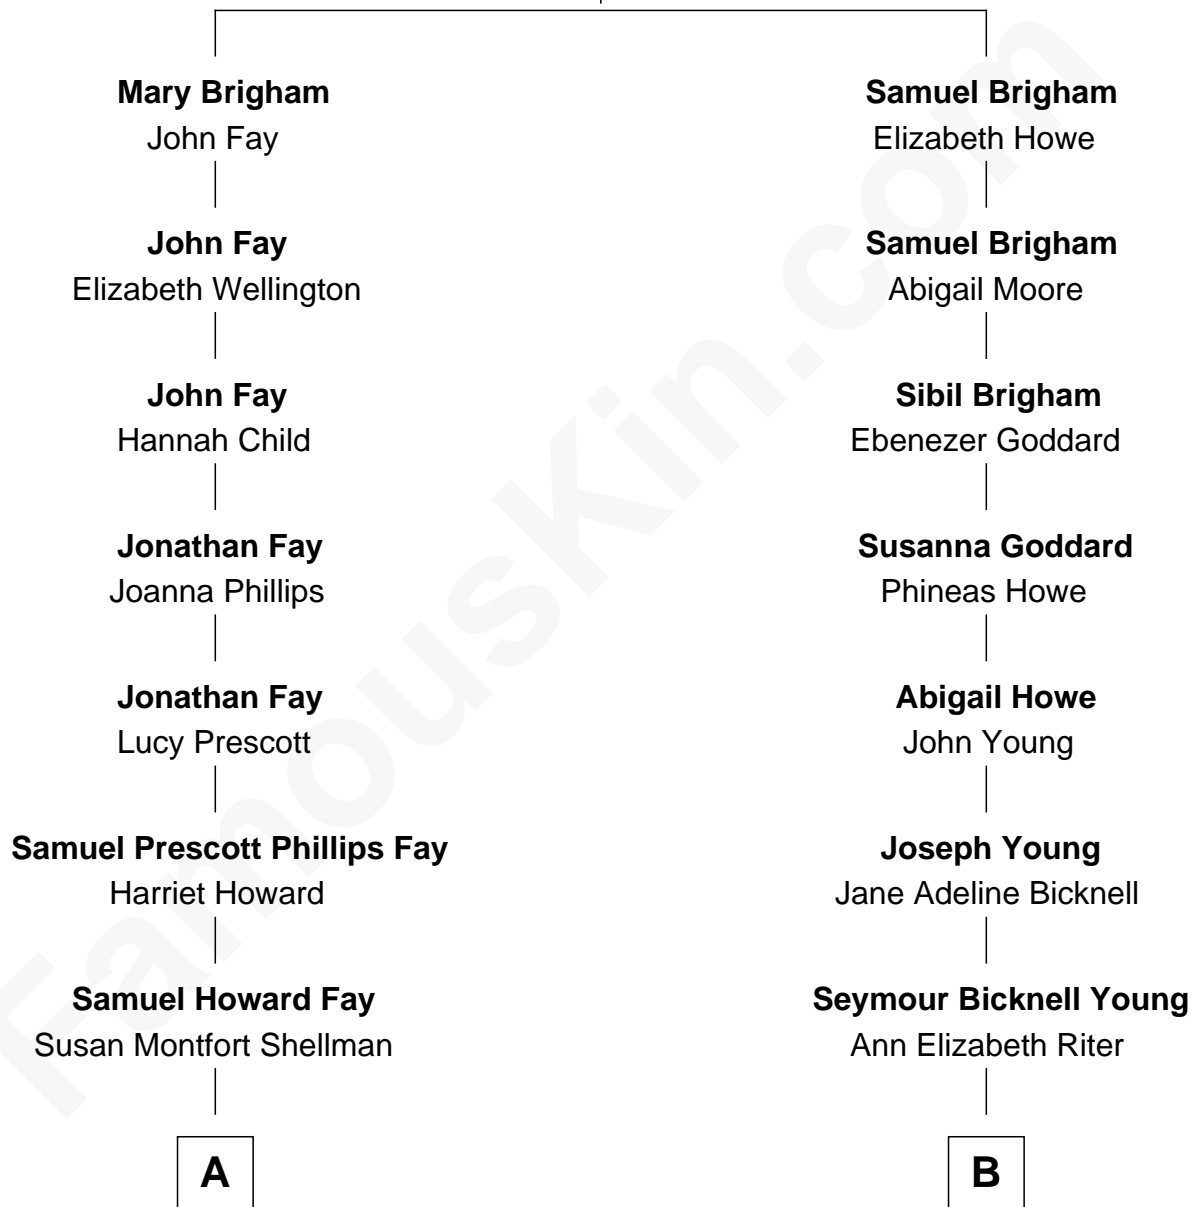 Mary Brigham
John Fay
John Fay
Elizabeth Wellington
John Fay
Hannah Child
Jonathan Fay
Joanna Phillips
Jonathan Fay
Lucy Prescott
Samuel Prescott Phillips Fay
Harriet Howard
Samuel Howard Fay
Susan Montfort Shellman
A
Samuel Brigham
Elizabeth Howe
Samuel Brigham
Abigail Moore
Sibil Brigham
Ebenezer Goddard
Susanna Goddard
Phineas Howe
Abigail Howe
John Young
Joseph Young
Jane Adeline Bicknell
Seymour Bicknell Young
Ann Elizabeth Riter
B
FamousKin.com